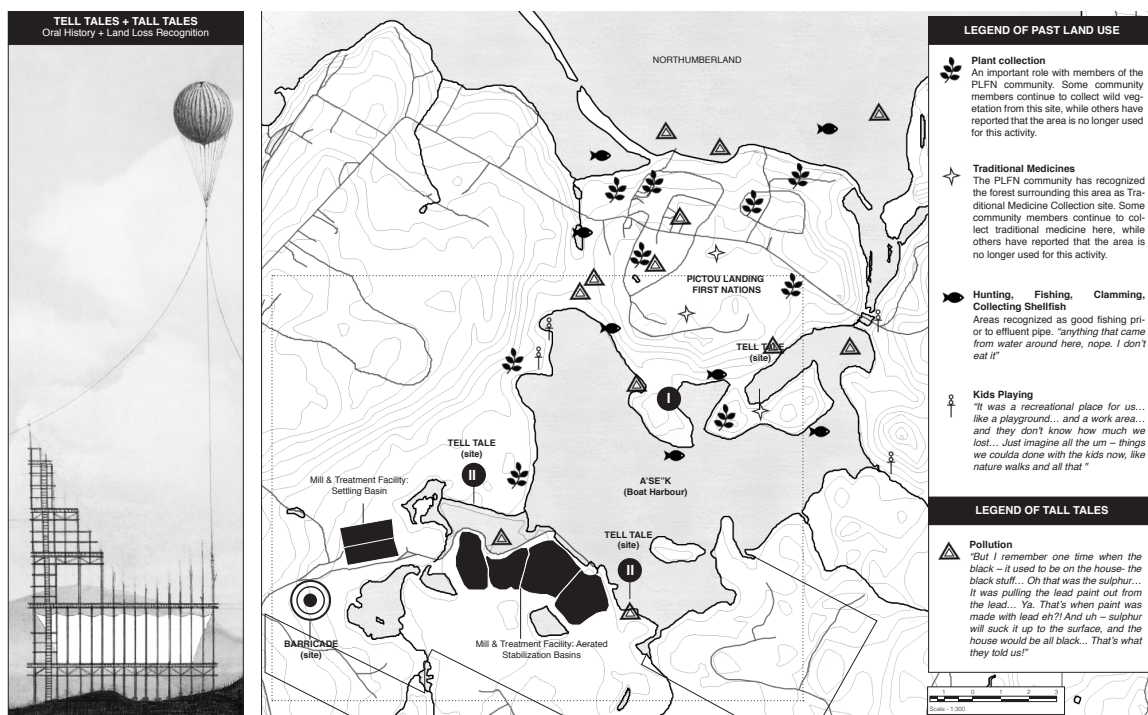 TELL TALES + TALL TALES
Oral History + Land Loss Recognition
NORTHUMBERLAND
PICTOU LANDING
FIRST NATIONS
TELL TALE
(site)
I
TELL TALE
(site)
II
Mill & Treatment Facility:
Settling Basin
A'SE"K
(Boat Harbour)
TELL TALE
(site)
II
BARRICADE
(site)
Mill & Treatment Facility: Aerated
Stabilization Basins
LEGEND OF PAST LAND USE
Plant collection
An important role with members of the
PLFN community. Some community
members continue to collect wild veg-
etation from this site, while others have
reported that the area is no longer used
for this activity.
Traditional Medicines
The PLFN community has recognized
the forest surrounding this area as Tra-
ditional Medicine Collection site. Some
community members continue to col-
lect traditional medicine here, while
others have reported that the area is
no longer used for this activity.
Hunting, Fishing, Clamming,
Collecting Shellfish
Areas recognized as good fishing pri-
or to effluent pipe. "anything that came
from water around here, nope. I don't
eat it"
Kids Playing
"It was a recreational place for us...
like a playground... and a work area...
and they don't know how much we
lost... Just imagine all the um – things
we coulda done with the kids now, like
nature walks and all that "
LEGEND OF TALL TALES
Pollution
"But I remember one time when the
black – it used to be on the house- the
black stuff... Oh that was the sulphur...
It was pulling the lead paint out from
the lead... Ya. That's when paint was
made with lead eh?! And uh – sulphur
will suck it up to the surface, and the
house would be all black... That's what
they told us!"
1 0 1 2 3
Scale - 1:300